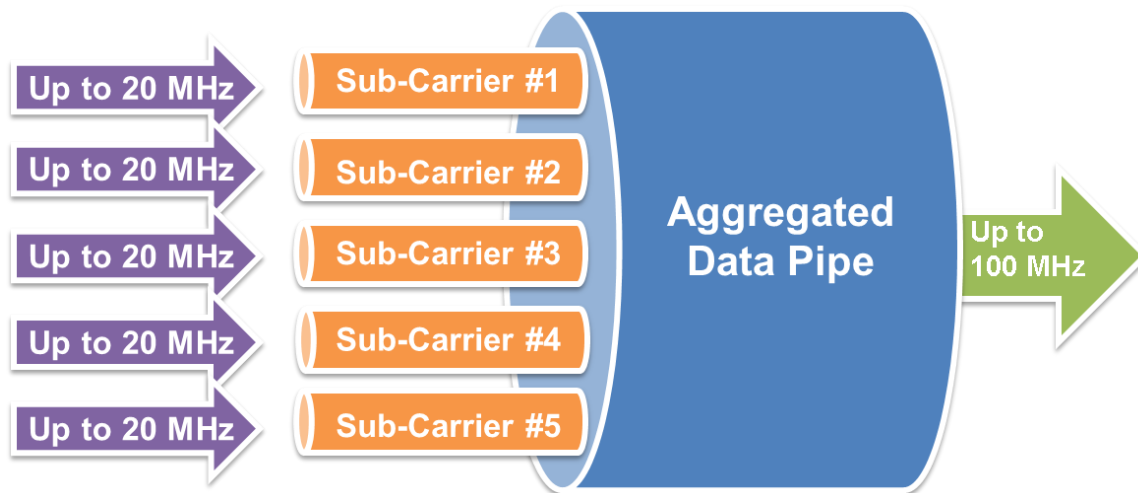 Up to 20 MHz
Sub-Carrier #1
Up to 20 MHz
Sub-Carrier #2
Up to 20 MHz
Sub-Carrier #3
Up to 20 MHz
Sub-Carrier #4
Up to 20 MHz
Sub-Carrier #5
Aggregated
Data Pipe
Up to
100 MHz